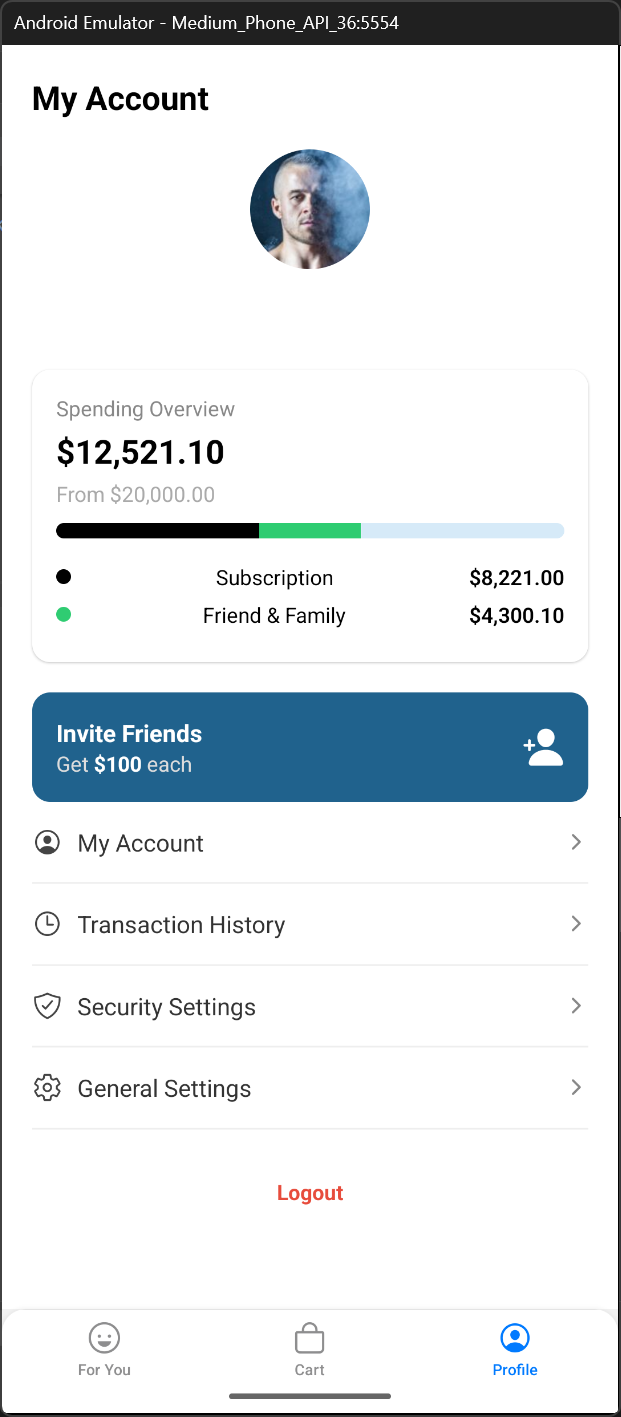 Android Emulator - Medium_Phone_API_36:5554
My Account
Spending Overview
$12,521.10
From $20,000.00
Subscription $8,221.00
Friend & Family $4,300.10
Invite Friends
Get $100 each
My Account
Transaction History
Security Settings
General Settings
Logout
For You Cart Profile